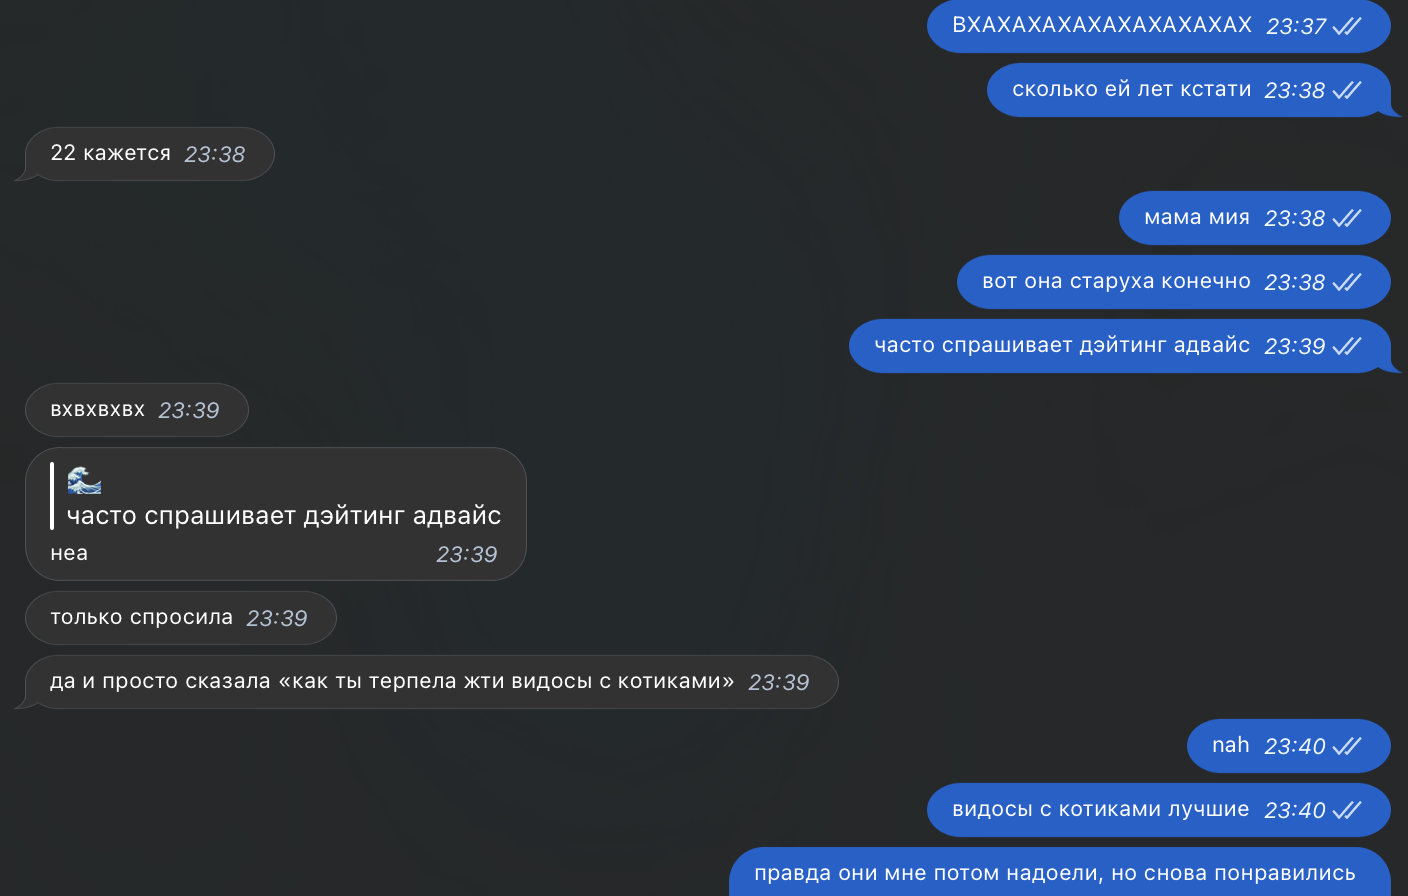 ВХАХАХАХАХАХАХАХАХАХ 23:37
сколько ей лет кстати 23:38
22 кажется 23:38
мама мия 23:38
вот она старуха конечно 23:38
часто спрашивает дэйтинг адвайс 23:39
вхвхвхвх 23:39
🌊
часто спрашивает дэйтинг адвайс
неа 23:39
только спросила 23:39
да и просто сказала «как ты терпела жти видосы с котиками» 23:39
nah 23:40
видосы с котиками лучшие 23:40
правда они мне потом надоели, но снова понравились